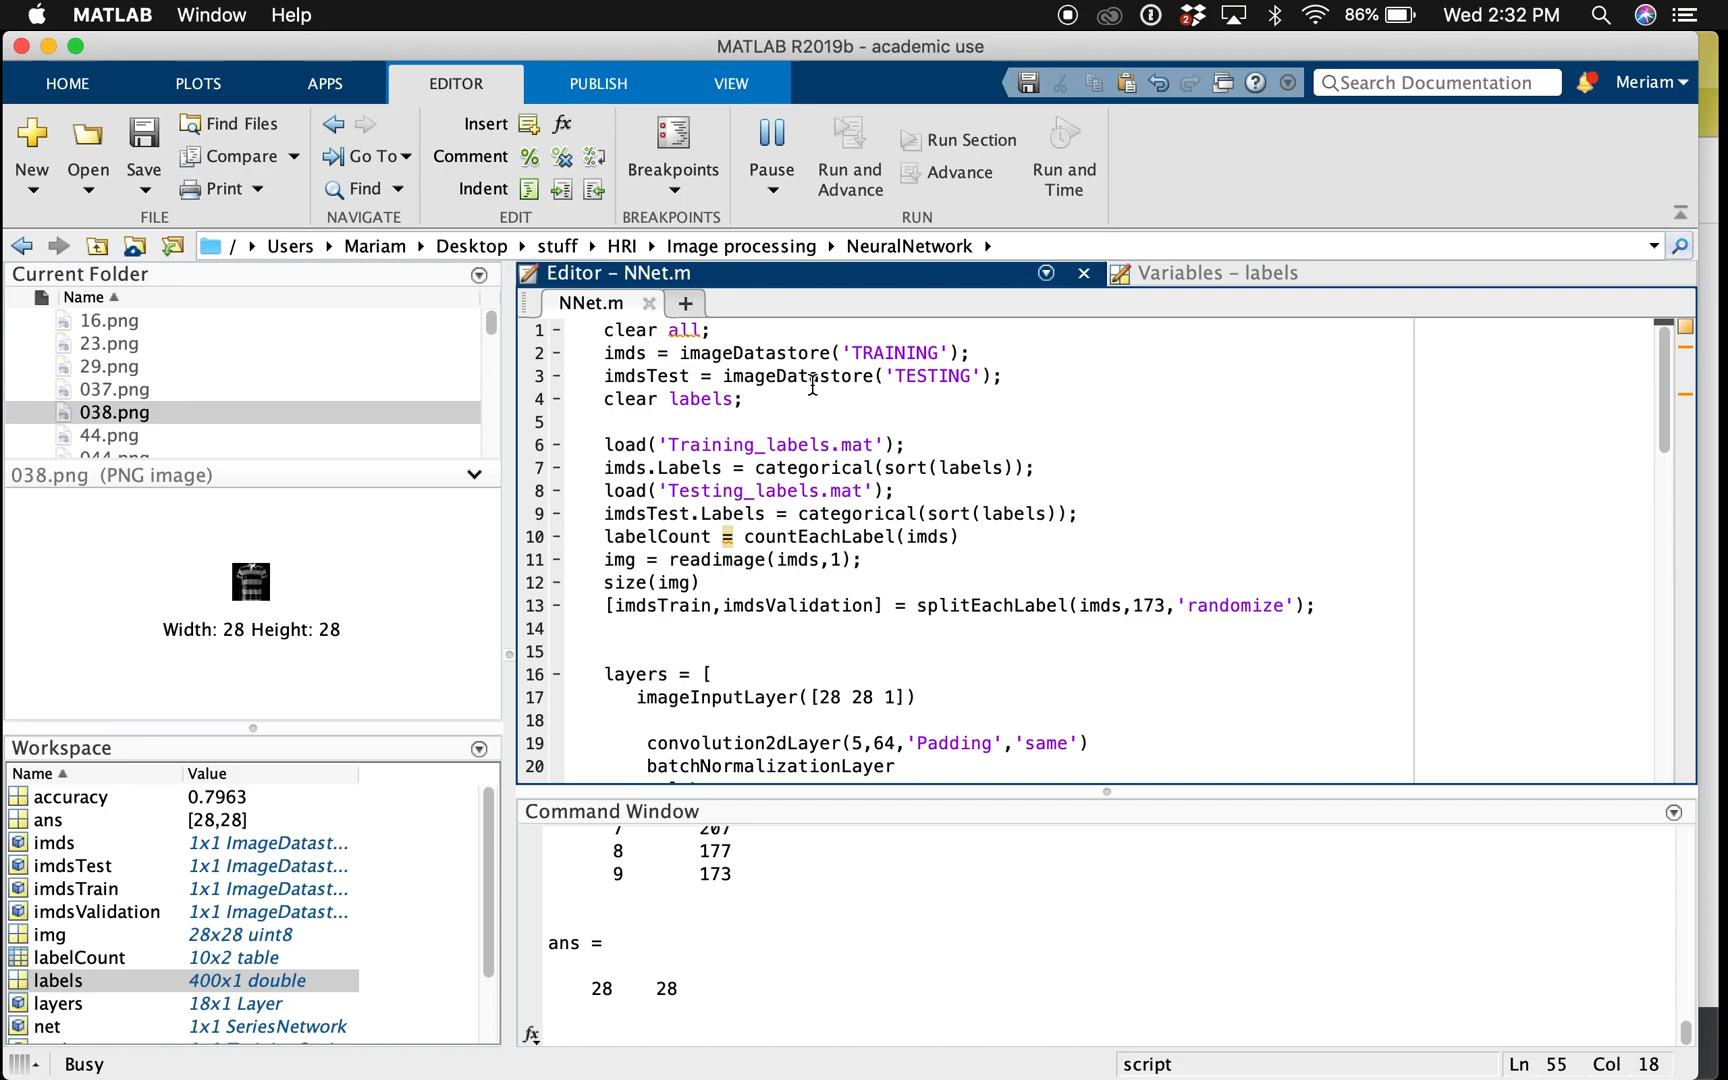 MATLAB Window Help 2 86% Wed 2:32 PM
MATLAB R2019b - academic use
HOME PLOTS APPS EDITOR PUBLISH VIEW Search Documentation Meriam
New Open Save Find Files Compare Print FILE
Go To Find NAVIGATE
Insert fx Comment Indent EDIT
Breakpoints BREAKPOINTS
Pause Run and Advance Run Section Advance Run and Time RUN
/ Users Mariam Desktop stuff HRI Image processing NeuralNetwork
Current Folder
Name
16.png
23.png
29.png
037.png
038.png
44.png
044.png
038.png (PNG image)
Width: 28 Height: 28
Workspace
Name Value
accuracy 0.7963
ans [28,28]
imds 1x1 ImageDatast...
imdsTest 1x1 ImageDatast...
imdsTrain 1x1 ImageDatast...
imdsValidation 1x1 ImageDatast...
img 28x28 uint8
labelCount 10x2 table
labels 400x1 double
layers 18x1 Layer
net 1x1 SeriesNetwork
Editor - NNet.m
Variables - labels
NNet.m
1 - clear all;
2 - imds = imageDatastore('TRAINING');
3 - imdsTest = imageDatastore('TESTING');
4 - clear labels;
5
6 - load('Training_labels.mat');
7 - imds.Labels = categorical(sort(labels));
8 - load('Testing_labels.mat');
9 - imdsTest.Labels = categorical(sort(labels));
10 - labelCount = countEachLabel(imds)
11 - img = readimage(imds,1);
12 - size(img)
13 - [imdsTrain,imdsValidation] = splitEachLabel(imds,173,'randomize');
14
15
16 - layers = [
17 imageInputLayer([28 28 1])
18
19 convolution2dLayer(5,64,'Padding','same')
20 batchNormalizationLayer
Command Window
7 207
8 177
9 173
ans =
28 28
fx
Busy
script
Ln 55 Col 18